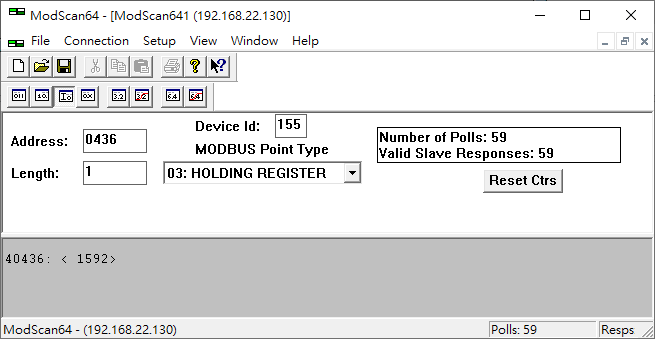 ModScan64 - [ModScan641 (192.168.22.130)]
File Connection Setup View Window Help
Address: 0436
Device Id: 155
MODBUS Point Type
Length: 1
03: HOLDING REGISTER
Number of Polls: 59
Valid Slave Responses: 59
Reset Ctrs
40436: < 1592>
ModScan64 - (192.168.22.130)
Polls: 59
Resps